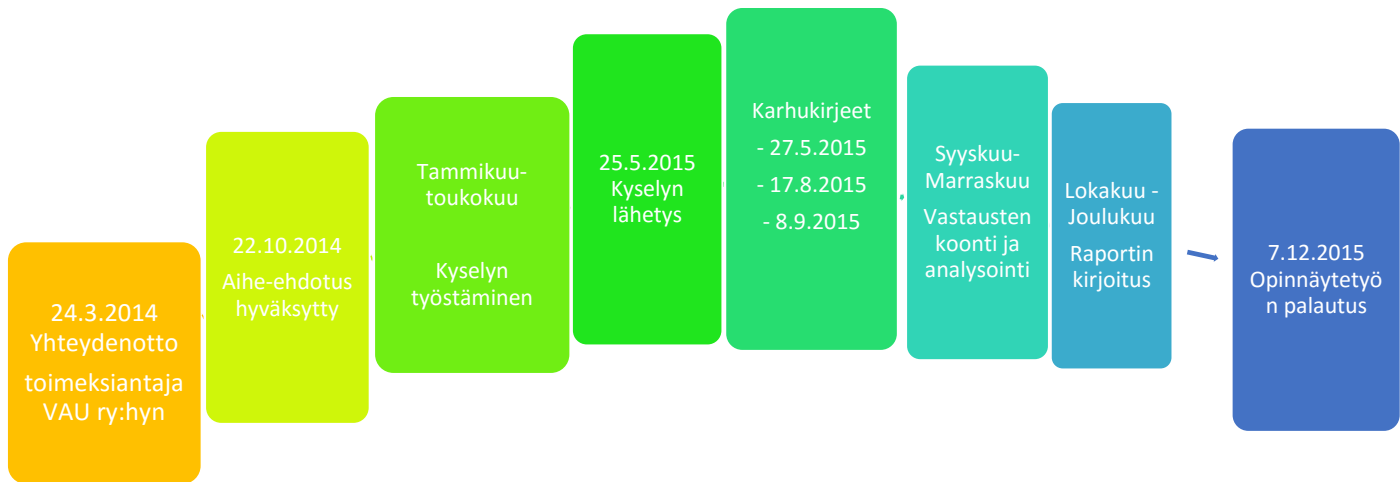 24.3.2014
Yhteydenotto
toimeksiantaja
VAU ry:hyn
22.10.2014
Aihe-ehdotus
hyväksytty
Tammikuu-
toukokuu
Kyselyn
työstäminen
25.5.2015
Kyselyn
lähetys
Karhukirjeet
- 27.5.2015
- 17.8.2015
- 8.9.2015
Syyskuu-
Marraskuu
Vastausten
koonti ja
analysointi
Lokakuu -
Joulukuu
Raportin
kirjoitus
7.12.2015
Opinnäytetyö
n palautus